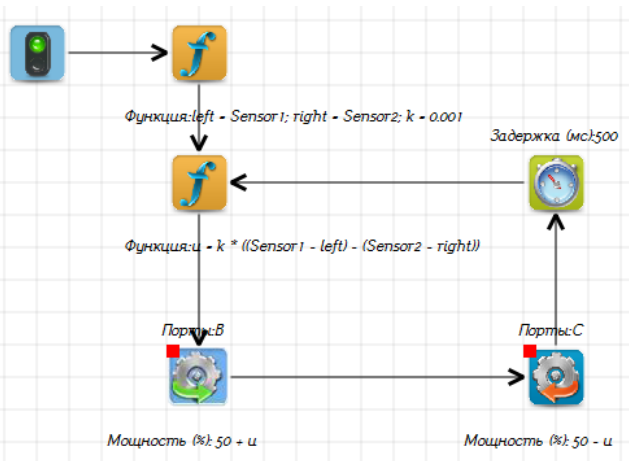 Функция:left = Sensor1; right = Sensor2; k = 0.001
Задержка (мс):500
Функция:u = k * ((Sensor1 - left) - (Sensor2 - right))
Порты:B
Порты:C
Мощность (%): 50 + u
Мощность (%): 50 - u